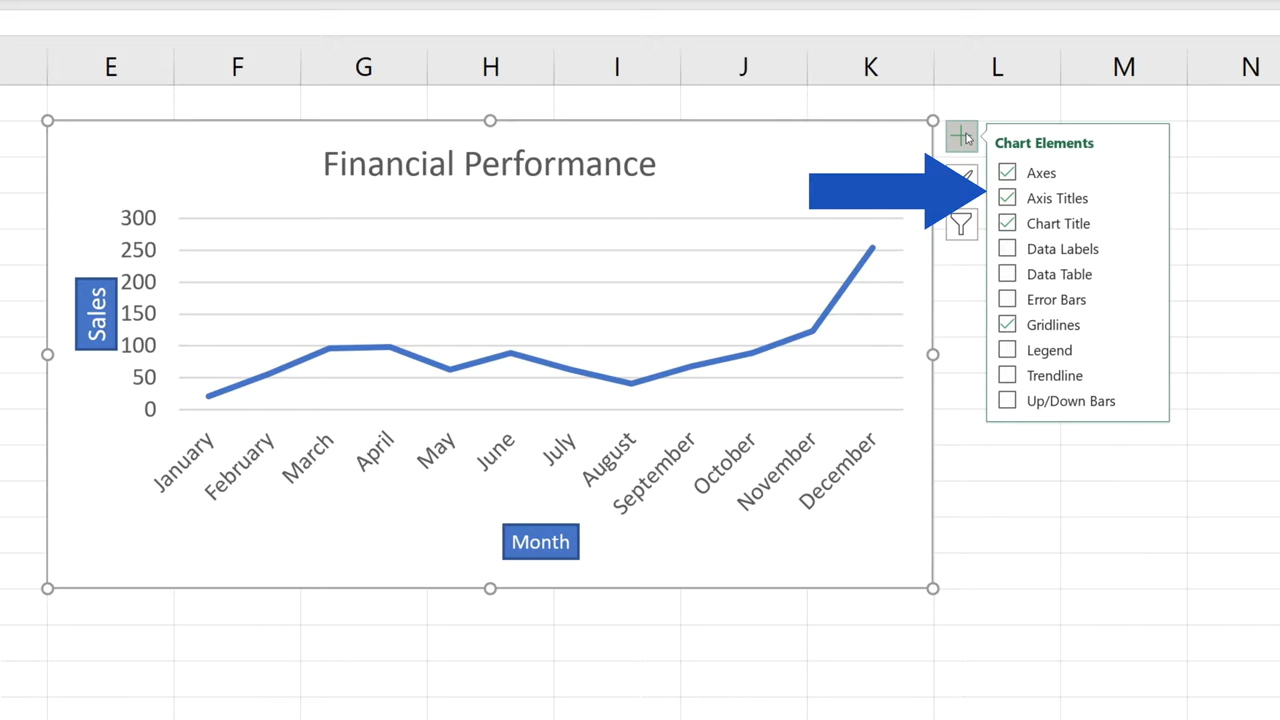 E F G H I J K L M N
Financial Performance
300
250
200
150
100
50
0
Sales
January February March April May June July August September October November December
Month
Chart Elements
Axes
Axis Titles
Chart Title
Data Labels
Data Table
Error Bars
Gridlines
Legend
Trendline
Up/Down Bars